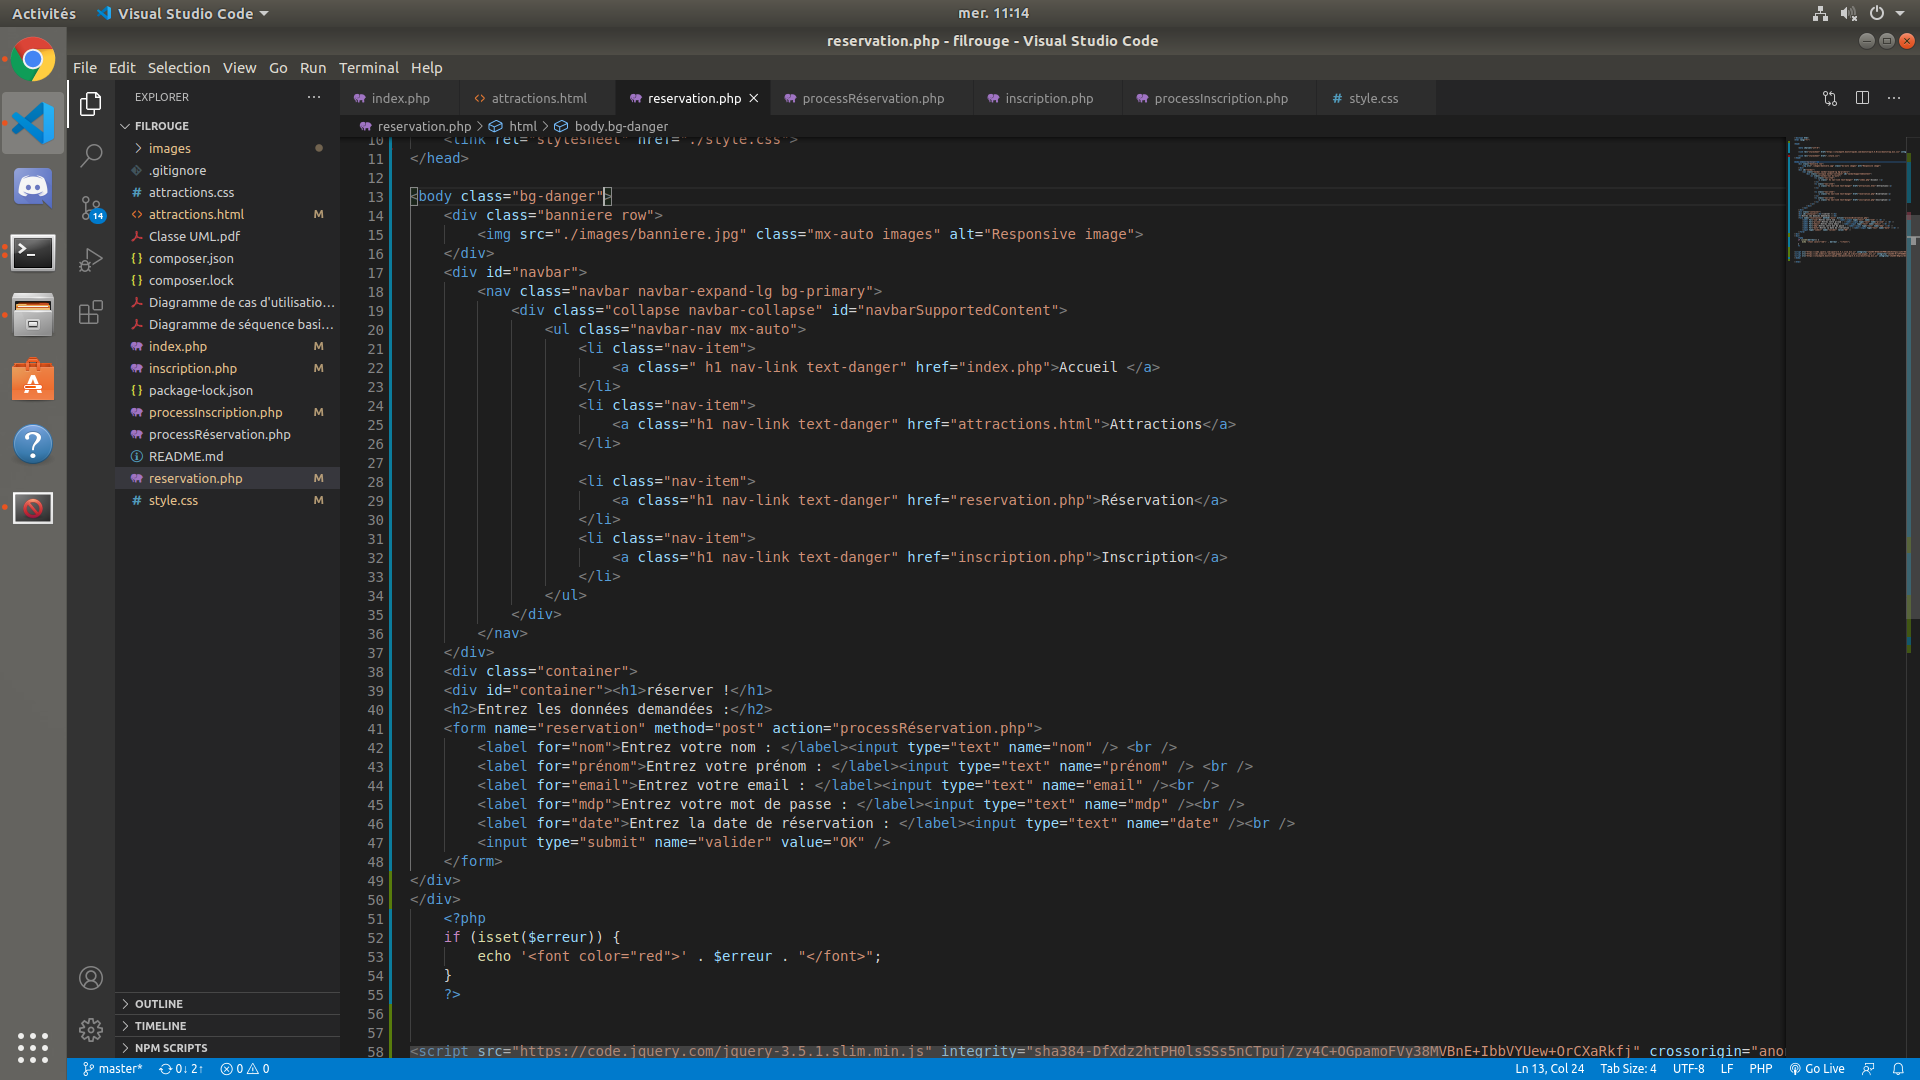 Activités Visual Studio Code mer. 11:14
reservation.php - filrouge - Visual Studio Code
File Edit Selection View Go Run Terminal Help
EXPLORER ···
index.php attractions.html reservation.php processRéservation.php inscription.php processInscription.php style.css ···
reservation.php > html > body.bg-danger
FILROUGE
images
.gitignore
attractions.css
attractions.html M
Classe UML.pdf
composer.json
composer.lock
Diagramme de cas d'utilisatio...
Diagramme de séquence basi...
index.php M
inscription.php M
package-lock.json
processInscription.php M
processRéservation.php
README.md
reservation.php M
style.css M
14
OUTLINE
TIMELINE
NPM SCRIPTS
10 <link rel="stylesheet" href="./style.css">
11 </head>
12
13 <body class="bg-danger">
14 <div class="banniere row">
15 <img src="./images/banniere.jpg" class="mx-auto images" alt="Responsive image">
16 </div>
17 <div id="navbar">
18 <nav class="navbar navbar-expand-lg bg-primary">
19 <div class="collapse navbar-collapse" id="navbarSupportedContent">
20 <ul class="navbar-nav mx-auto">
21 <li class="nav-item">
22 <a class=" h1 nav-link text-danger" href="index.php">Accueil </a>
23 </li>
24 <li class="nav-item">
25 <a class="h1 nav-link text-danger" href="attractions.html">Attractions</a>
26 </li>
27
28 <li class="nav-item">
29 <a class="h1 nav-link text-danger" href="reservation.php">Réservation</a>
30 </li>
31 <li class="nav-item">
32 <a class="h1 nav-link text-danger" href="inscription.php">Inscription</a>
33 </li>
34 </ul>
35 </div>
36 </nav>
37 </div>
38 <div class="container">
39 <div id="container"><h1>réserver !</h1>
40 <h2>Entrez les données demandées :</h2>
41 <form name="reservation" method="post" action="processRéservation.php">
42 <label for="nom">Entrez votre nom : </label><input type="text" name="nom" /> <br />
43 <label for="prénom">Entrez votre prénom : </label><input type="text" name="prénom" /> <br />
44 <label for="email">Entrez votre email : </label><input type="text" name="email" /><br />
45 <label for="mdp">Entrez votre mot de passe : </label><input type="text" name="mdp" /><br />
46 <label for="date">Entrez la date de réservation : </label><input type="text" name="date" /><br />
47 <input type="submit" name="valider" value="OK" />
48 </form>
49 </div>
50 </div>
51 <?php
52 if (isset($erreur)) {
53 echo '<font color="red">' . $erreur . "</font>";
54 }
55 ?>
56
57
58 <script src="https://code.jquery.com/jquery-3.5.1.slim.min.js" integrity="sha384-DfXdz2htPH0lsSSs5nCTpuj/zy4C+OGpamoFVy38MVBnE+IbbVYUew+OrCXaRkfj" crossorigin="ano
master* 0↓ 2↑ 0 0 Ln 13, Col 24 Tab Size: 4 UTF-8 LF PHP Go Live